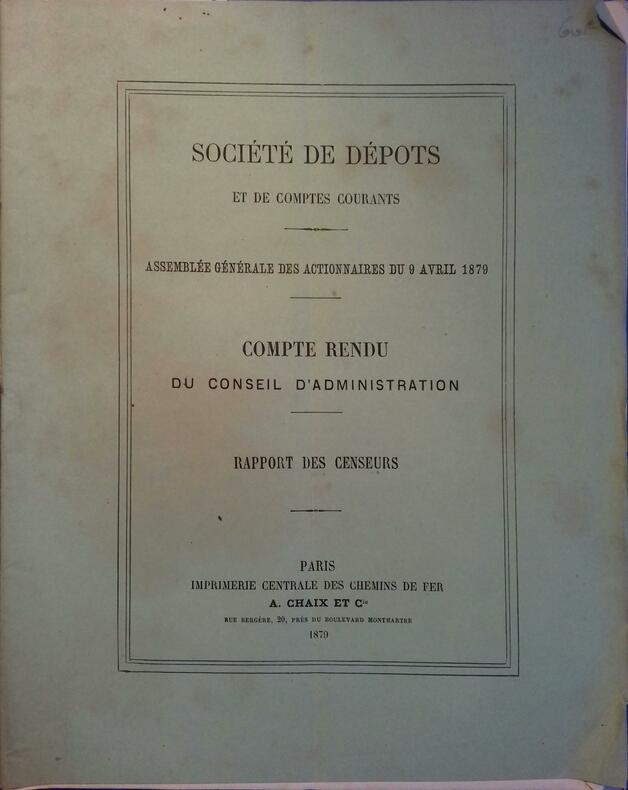 SOCIÉTÉ DE DÉPOTS
ET DE COMPTES COURANTS
ASSEMBLÉE GÉNÉRALE DES ACTIONNAIRES DU 9 AVRIL 1879
COMPTE RENDU
DU CONSEIL D'ADMINISTRATION
RAPPORT DES CENSEURS
PARIS
IMPRIMERIE CENTRALE DES CHEMINS DE FER
A. CHAIX ET Cie
RUE BERGÈRE, 20, PRÈS DU BOULEVARD MONTMARTRE
1879